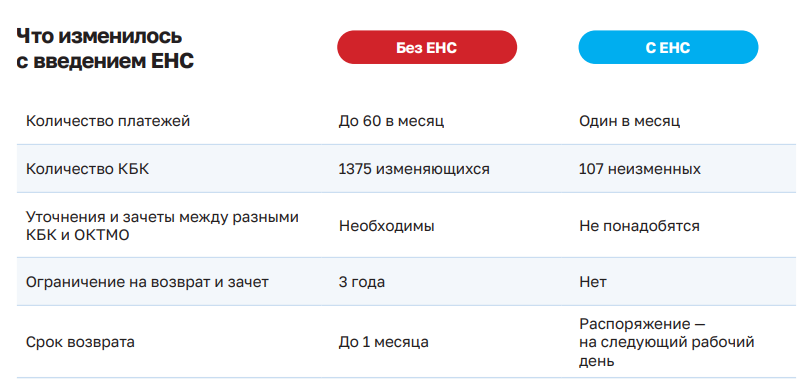 Что изменилось
с введением ЕНС
Без ЕНС
С ЕНС
Количество платежей
До 60 в месяц
Один в месяц
Количество КБК
1375 изменяющихся
107 неизменных
Уточнения и зачеты между разными
КБК и ОКТМО
Необходимы
Не понадобятся
Ограничение на возврат и зачет
3 года
Нет
Срок возврата
До 1 месяца
Распоряжение —
на следующий рабочий
день